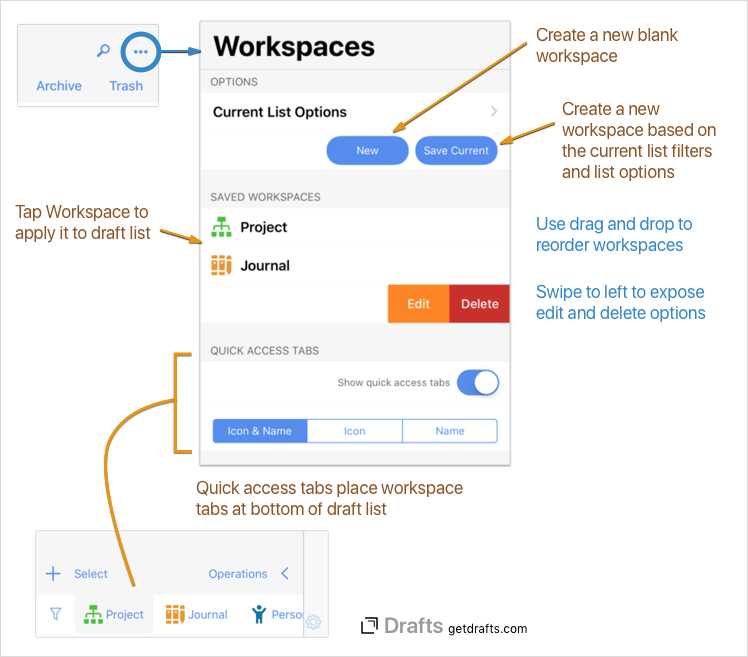 Archive
Trash
Workspaces
OPTIONS
Current List Options
New
Save Current
SAVED WORKSPACES
Project
Journal
Edit
Delete
QUICK ACCESS TABS
Show quick access tabs
Icon & Name
Icon
Name
Create a new blank
workspace
Create a new
workspace based on
the current list filters
and list options
Tap Workspace to
apply it to draft list
Use drag and drop to
reorder workspaces
Swipe to left to expose
edit and delete options
Quick access tabs place workspace
tabs at bottom of draft list
Select
Operations
Project
Journal
Perso
Drafts getdrafts.com